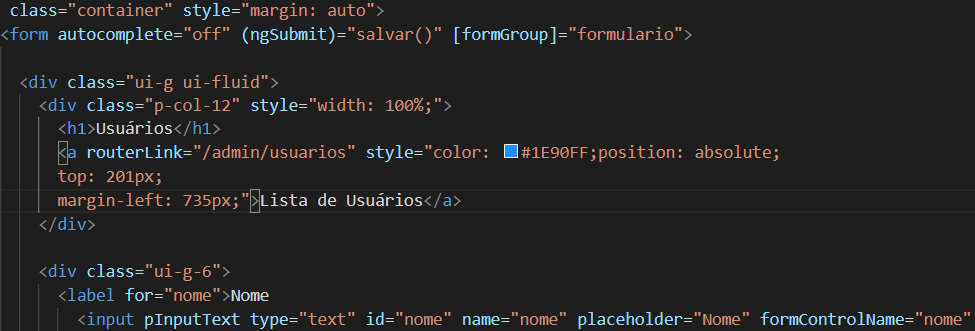 class="container" style="margin: auto">
<form autocomplete="off" (ngSubmit)="salvar()" [formGroup]="formulario">
<div class="ui-g ui-fluid">
<div class="p-col-12" style="width: 100%;">
<h1>Usuários</h1>
<a routerLink="/admin/usuarios" style="color: #1E90FF;position: absolute;
top: 201px;
margin-left: 735px;">Lista de Usuários</a>
</div>
<div class="ui-g-6">
<label for="nome">Nome
<input pInputText type="text" id="nome" name="nome" placeholder="Nome" formControlName="nome"